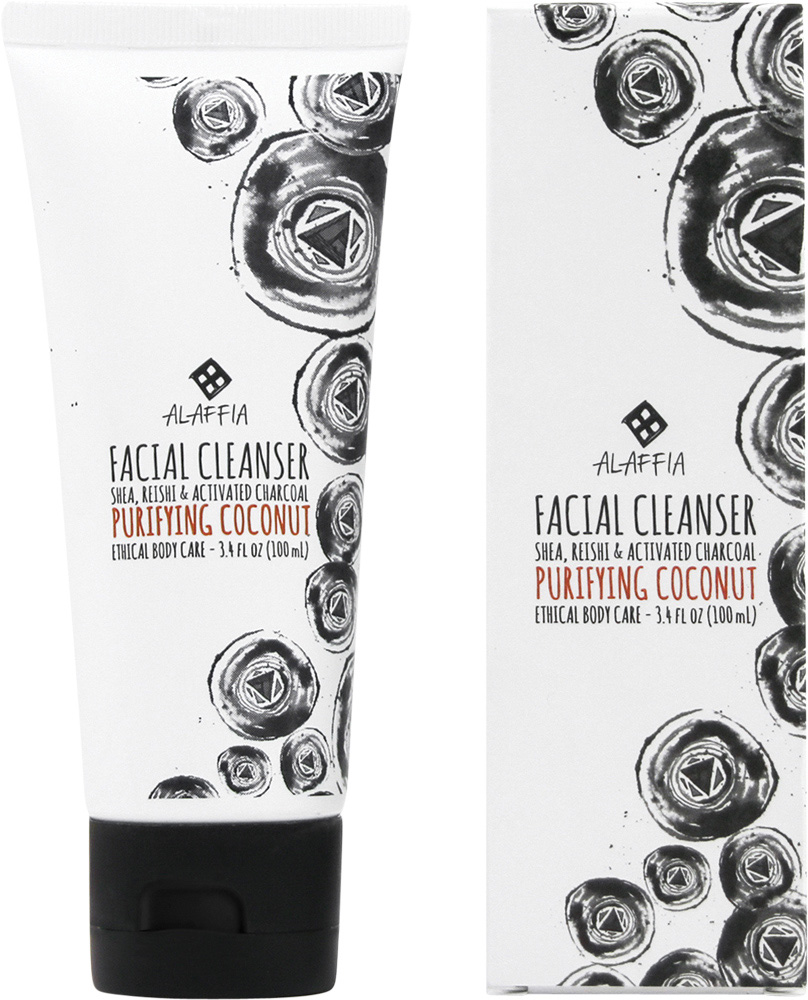 ALAFFIA
FACIAL CLEANSER
SHEA, REISHI & ACTIVATED CHARCOAL
PURIFYING COCONUT
ETHICAL BODY CARE - 3.4 FL OZ (100 mL)
ALAFFIA
FACIAL CLEANSER
SHEA, REISHI & ACTIVATED CHARCOAL
PURIFYING COCONUT
ETHICAL BODY CARE - 3.4 FL OZ (100 mL)